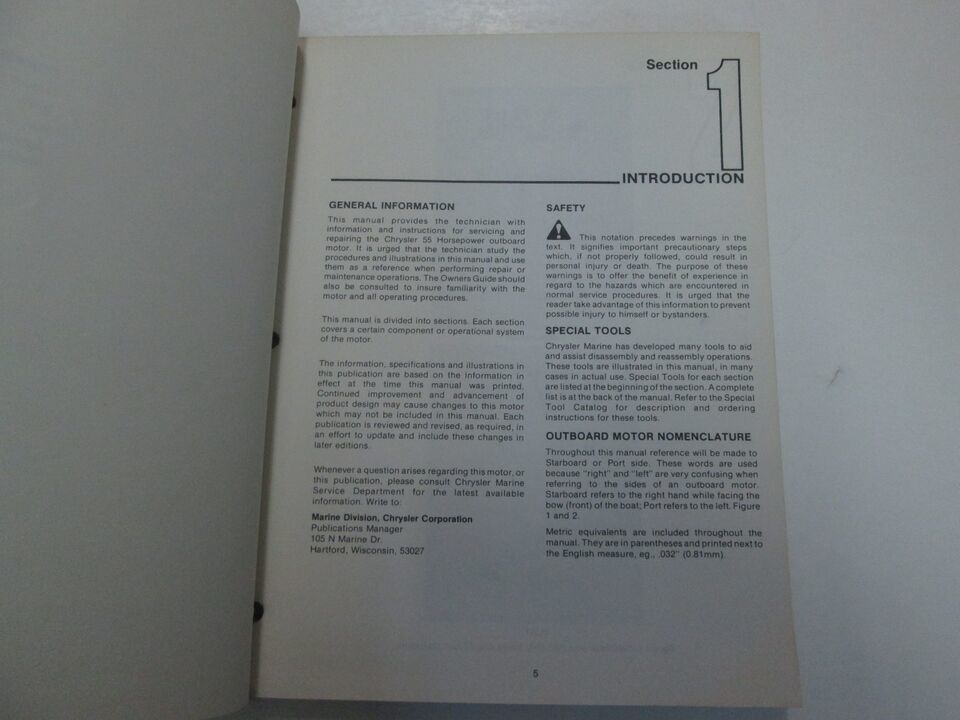 Section 1
INTRODUCTION
GENERAL INFORMATION
This manual provides the technician with
information and instructions for servicing and
repairing the Chrysler 55 Horsepower outboard
motor. It is urged that the technician study the
procedures and illustrations in this manual and use
them as a reference when performing repair or
maintenance operations. The Owners Guide should
also be consulted to insure familiarity with the
motor and all operating procedures.
This manual is divided into sections. Each section
covers a certain component or operational system
of the motor.
The information, specifications and illustrations in
this publication are based on the information in
effect at the time this manual was printed.
Continued improvement and advancement of
product design may cause changes to this motor
which may not be included in this manual. Each
publication is reviewed and revised, as required, in
an effort to update and include these changes in
later editions.
Whenever a question arises regarding this motor, or
this publication, please consult Chrysler Marine
Service Department for the latest available
information. Write to:
Marine Division, Chrysler Corporation
Publications Manager
105 N Marine Dr.
Hartford, Wisconsin, 53027
SAFETY
This notation precedes warnings in the
text. It signifies important precautionary steps
which, if not properly followed, could result in
personal injury or death. The purpose of these
warnings is to offer the benefit of experience in
regard to the hazards which are encountered in
normal service procedures. It is urged that the
reader take advantage of this information to prevent
possible injury to himself or bystanders.
SPECIAL TOOLS
Chrysler Marine has developed many tools to aid
and assist disassembly and reassembly operations.
These tools are illustrated in this manual, in many
cases in actual use. Special Tools for each section
are listed at the beginning of the section. A complete
list is at the back of the manual. Refer to the Special
Tool Catalog for description and ordering
instructions for these tools.
OUTBOARD MOTOR NOMENCLATURE
Throughout this manual reference will be made to
Starboard or Port side. These words are used
because "right" and "left" are very confusing when
referring to the sides of an outboard motor.
Starboard refers to the right hand while facing the
bow (front) of the boat; Port refers to the left. Figure
1 and 2.
Metric equivalents are included throughout the
manual. They are in parentheses and printed next to
the English measure, eg., .032" (0.81mm).
5